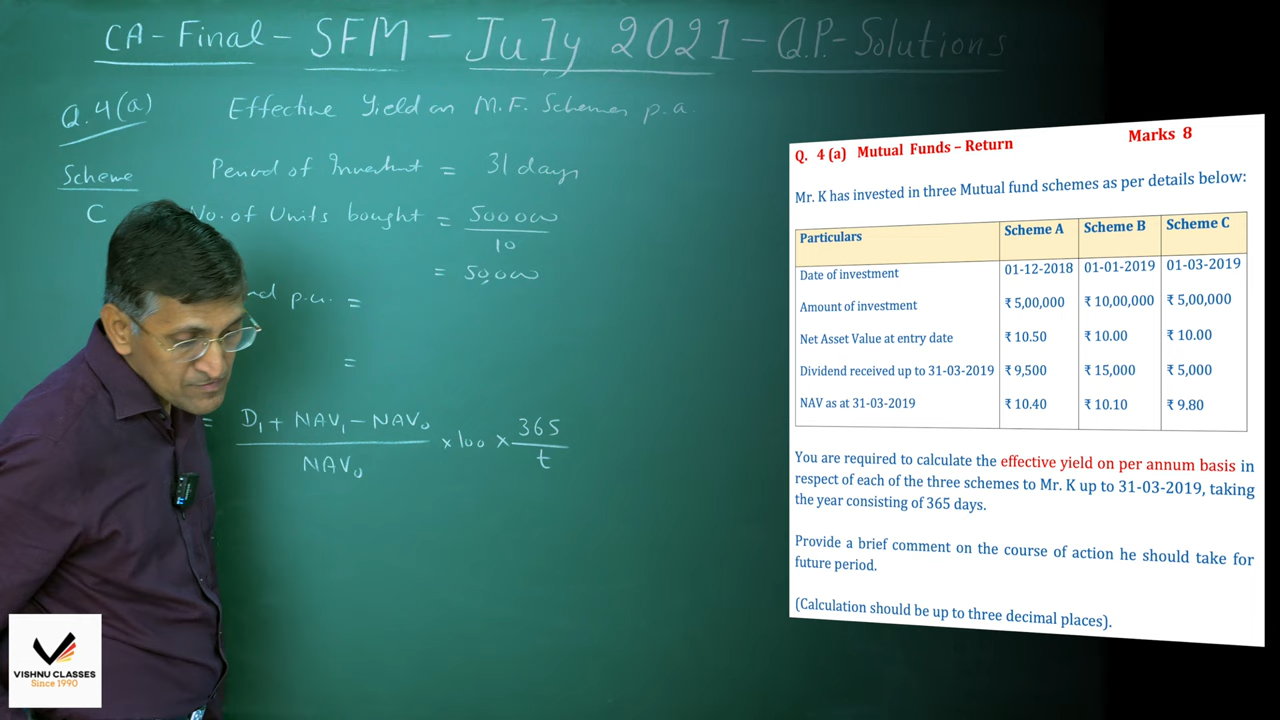 CA-Final - SFM - July 2021 - Q.P.-Solutions
Q.4(a) Effective Yield on M.F. Schemes p.a.
Scheme Period of Investment = 31 days
C No. of Units bought = 500000
10
= 50,000
p.u. =
=
= D₁ + NAV₁ - NAV₀ × 100 × 365
NAV₀ t
Q. 4 (a) Mutual Funds – Return Marks 8
Mr. K has invested in three Mutual fund schemes as per details below:
Particulars Scheme A Scheme B Scheme C
Date of investment 01-12-2018 01-01-2019 01-03-2019
Amount of investment ₹ 5,00,000 ₹ 10,00,000 ₹ 5,00,000
Net Asset Value at entry date ₹ 10.50 ₹ 10.00 ₹ 10.00
Dividend received up to 31-03-2019 ₹ 9,500 ₹ 15,000 ₹ 5,000
NAV as at 31-03-2019 ₹ 10.40 ₹ 10.10 ₹ 9.80
You are required to calculate the effective yield on per annum basis in
respect of each of the three schemes to Mr. K up to 31-03-2019, taking
the year consisting of 365 days.
Provide a brief comment on the course of action he should take for
future period.
(Calculation should be up to three decimal places).
VISHNU CLASSES
Since 1990